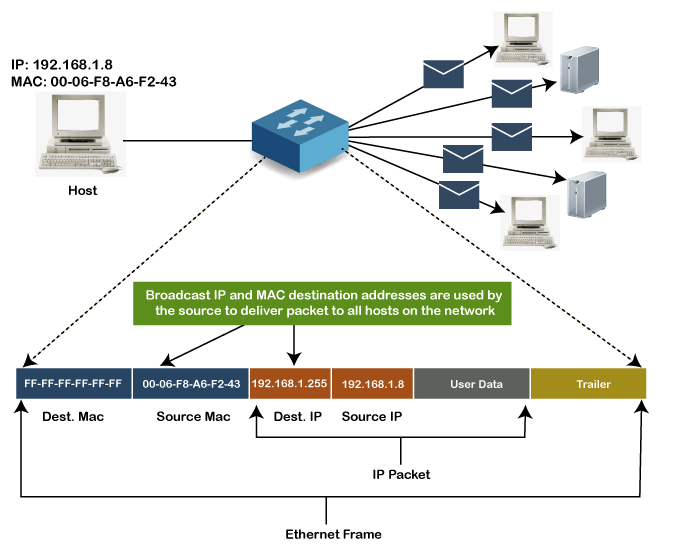 IP: 192.168.1.8
MAC: 00-06-F8-A6-F2-43
Host
Broadcast IP and MAC destination addresses are used by
the source to deliver packet to all hosts on the network
FF-FF-FF-FF-FF-FF 00-06-F8-A6-F2-43 192.168.1.255 192.168.1.8 User Data Trailer
Dest. Mac Source Mac Dest. IP Source IP
IP Packet
Ethernet Frame